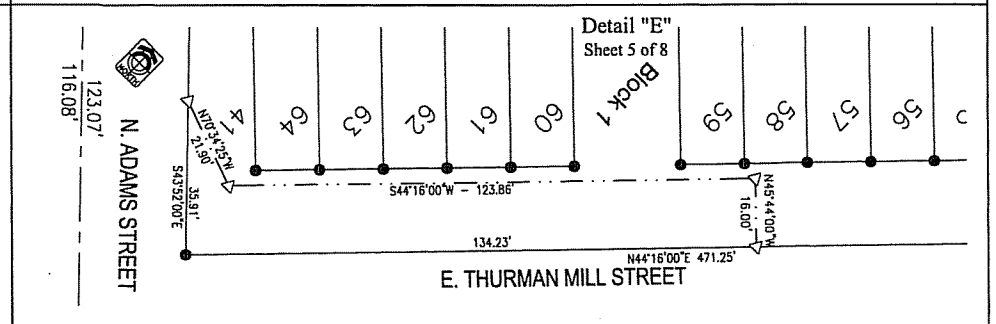 Detail "E"
Sheet 5 of 8
Block 1
NORTH
123.07'
116.08'
N. ADAMS STREET
N70°34'25"W
21.90'
35.91'
S43°52'00"E
41
64
63
62
61
60
59
58
57
56
S44°16'00"W - 123.86'
N45°44'00"W
16.00'
134.23'
N44°16'00"E 471.25'
E. THURMAN MILL STREET